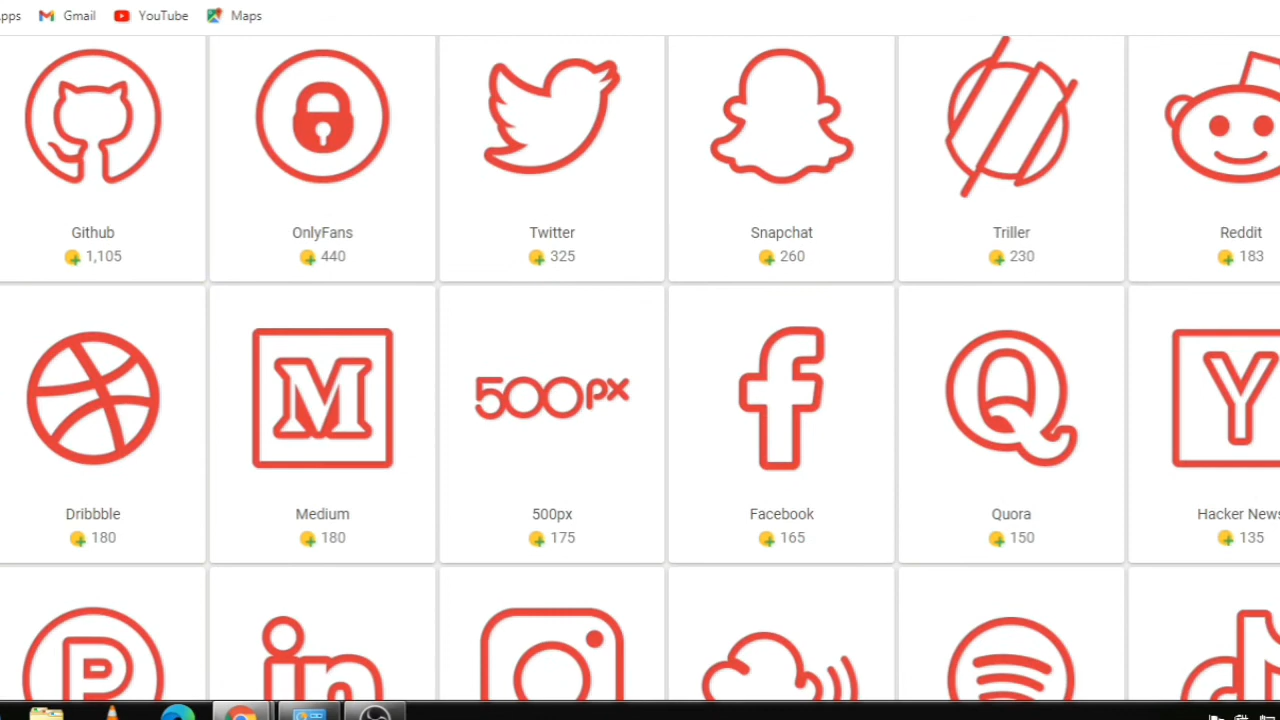 pps Gmail YouTube Maps
Github OnlyFans Twitter Snapchat Triller Reddit
1,105 440 325 260 230 183
M 500px f Q Y
Dribbble Medium 500px Facebook Quora Hacker News
180 180 175 165 150 135
P in